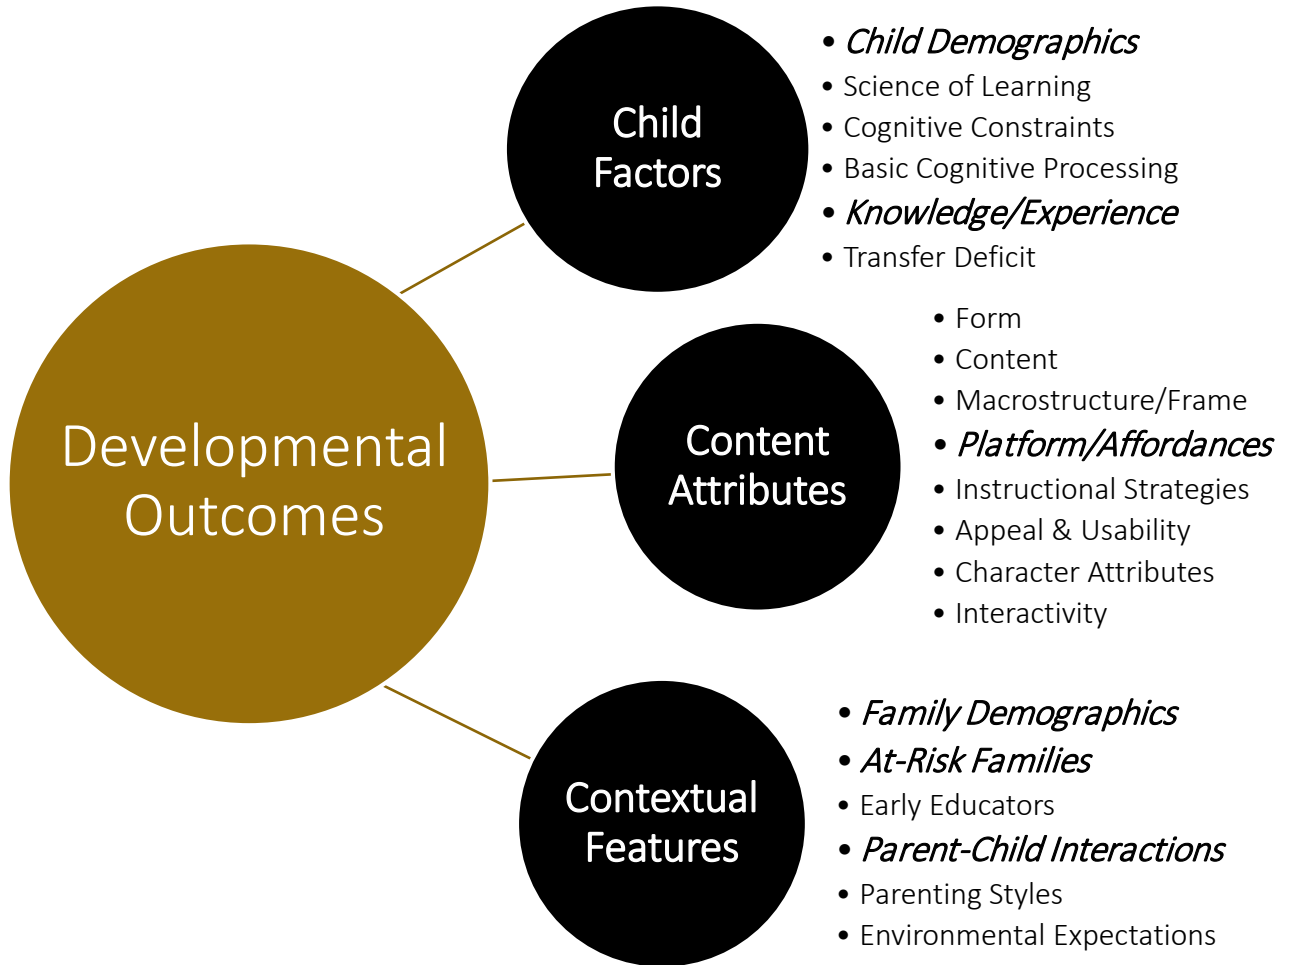 Developmental
Outcomes
Child
Factors
• Child Demographics
• Science of Learning
• Cognitive Constraints
• Basic Cognitive Processing
• Knowledge/Experience
• Transfer Deficit
Content
Attributes
• Form
• Content
• Macrostructure/Frame
• Platform/Affordances
• Instructional Strategies
• Appeal & Usability
• Character Attributes
• Interactivity
Contextual
Features
• Family Demographics
• At-Risk Families
• Early Educators
• Parent-Child Interactions
• Parenting Styles
• Environmental Expectations